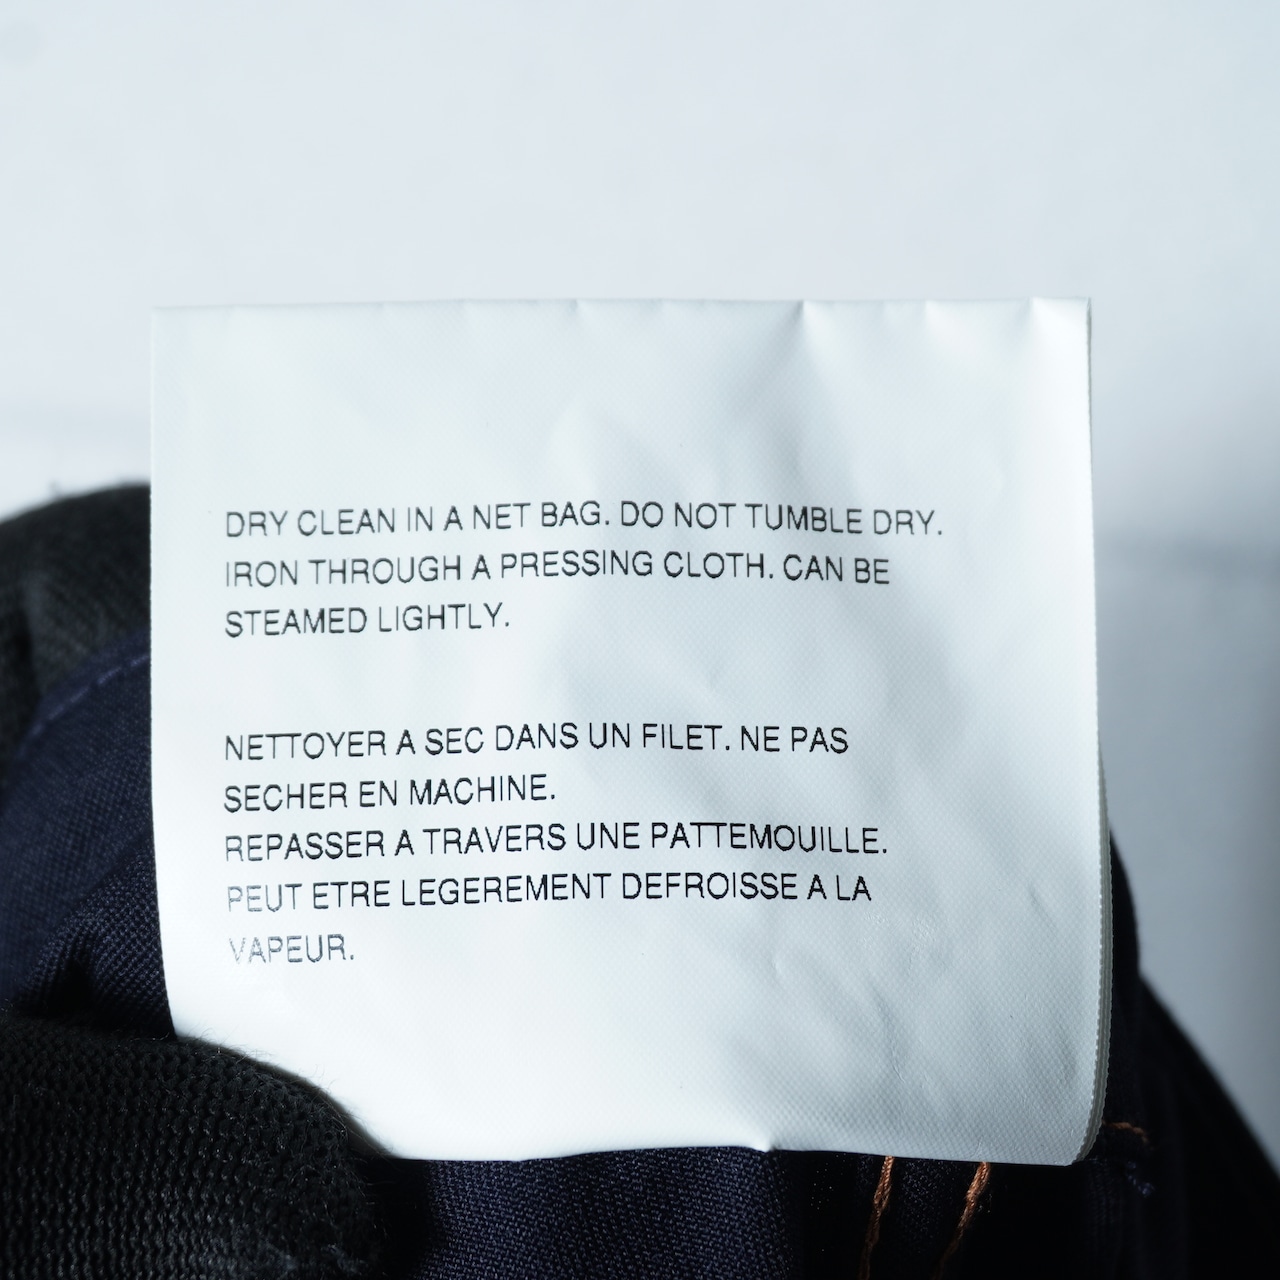 DRY CLEAN IN A NET BAG. DO NOT TUMBLE DRY.
IRON THROUGH A PRESSING CLOTH. CAN BE
STEAMED LIGHTLY.
NETTOYER A SEC DANS UN FILET. NE PAS
SECHER EN MACHINE.
REPASSER A TRAVERS UNE PATTEMOUILLE.
PEUT ETRE LEGEREMENT DEFROISSE A LA
VAPEUR.